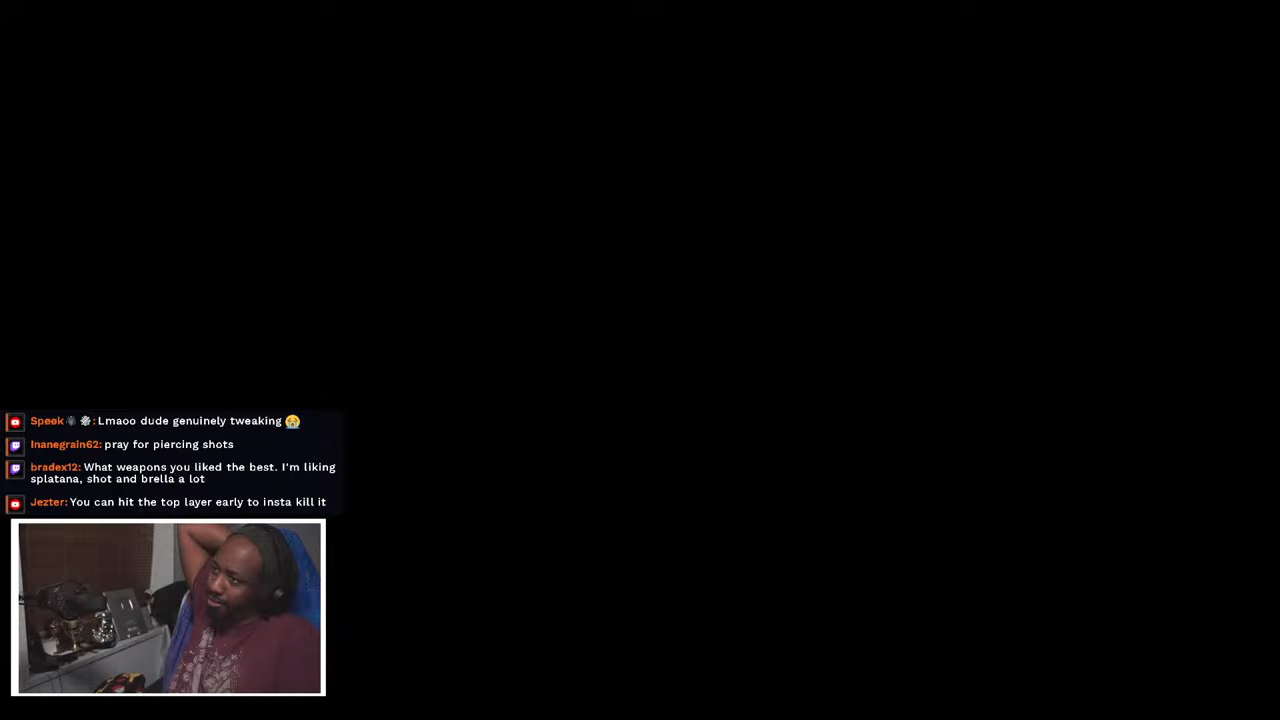 Spøek: Lmaoo dude genuinely tweaking 😭
Inanegrain62: pray for piercing shots
bradex12: What weapons you liked the best. I'm liking
splatana, shot and brella a lot
Jezter: You can hit the top layer early to insta kill it